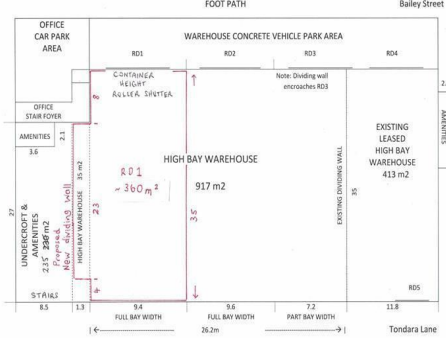 FOOT PATH
Bailey Street
OFFICE
CAR PARK
AREA
WAREHOUSE CONCRETE VEHICLE PARK AREA
RD1
RD2
RD3
RD4
CONTAINER
HEIGHT
ROLLER SHUTTER
Note: Dividing wall
encroaches RD3
8
2.
OFFICE
STAIR FOYER
AMENITIES
2.1
3.6
AMENITIES
EXISTING
LEASED
HIGH BAY
WAREHOUSE
413 m2
HIGH BAY WAREHOUSE
917 m2
RD1
~360m²
35 m2
HIGH BAY WAREHOUSE
EXISTING DIVIDING WALL
35
35
23
27
UNDERCROFT &
AMENITIES
235 230 m2
Proposed
New dividing wall
4
STAIRS
RD5
8.5
1.3
9.4
9.6
7.2
11.8
FULL BAY WIDTH
FULL BAY WIDTH
PART BAY WIDTH
26.2m
Tondara Lane